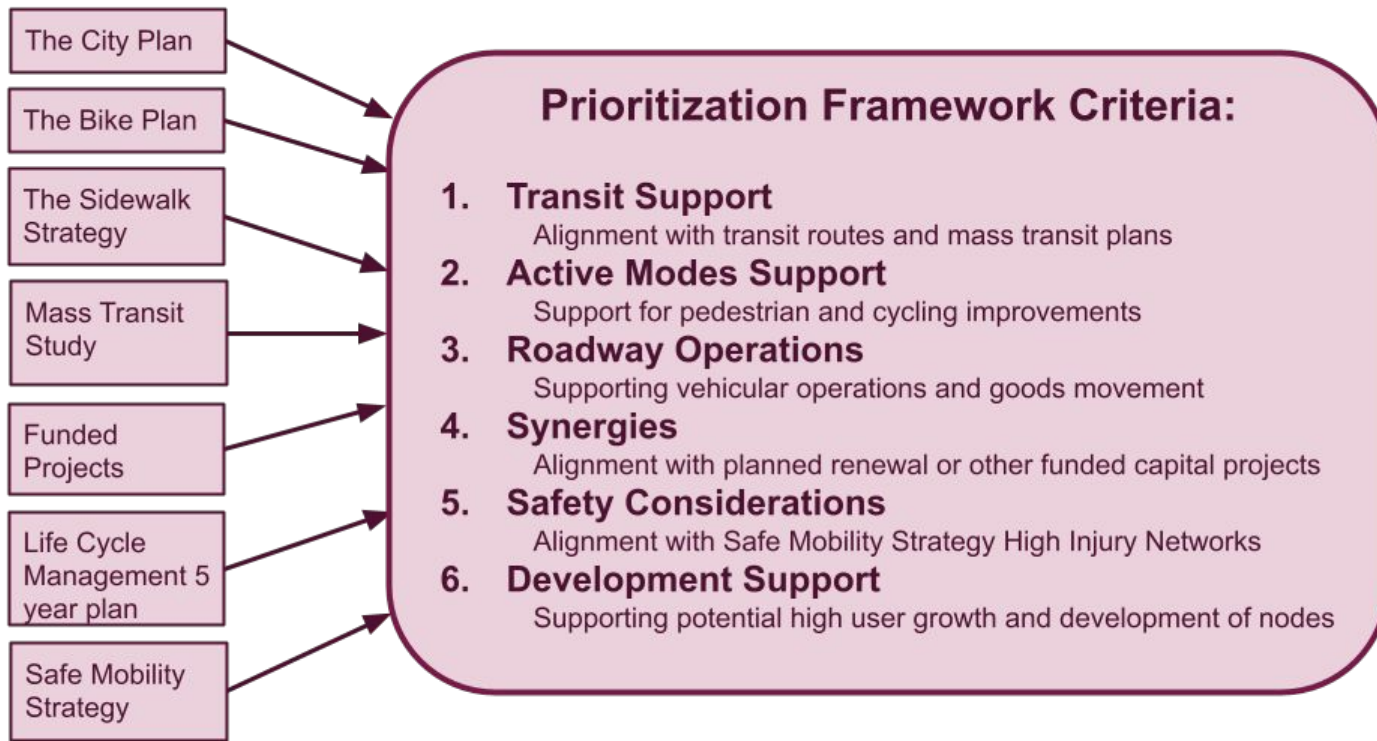 The City Plan
The Bike Plan
The Sidewalk
Strategy
Mass Transit
Study
Funded
Projects
Life Cycle
Management 5
year plan
Safe Mobility
Strategy
Prioritization Framework Criteria:
1. Transit Support
Alignment with transit routes and mass transit plans
2. Active Modes Support
Support for pedestrian and cycling improvements
3. Roadway Operations
Supporting vehicular operations and goods movement
4. Synergies
Alignment with planned renewal or other funded capital projects
5. Safety Considerations
Alignment with Safe Mobility Strategy High Injury Networks
6. Development Support
Supporting potential high user growth and development of nodes